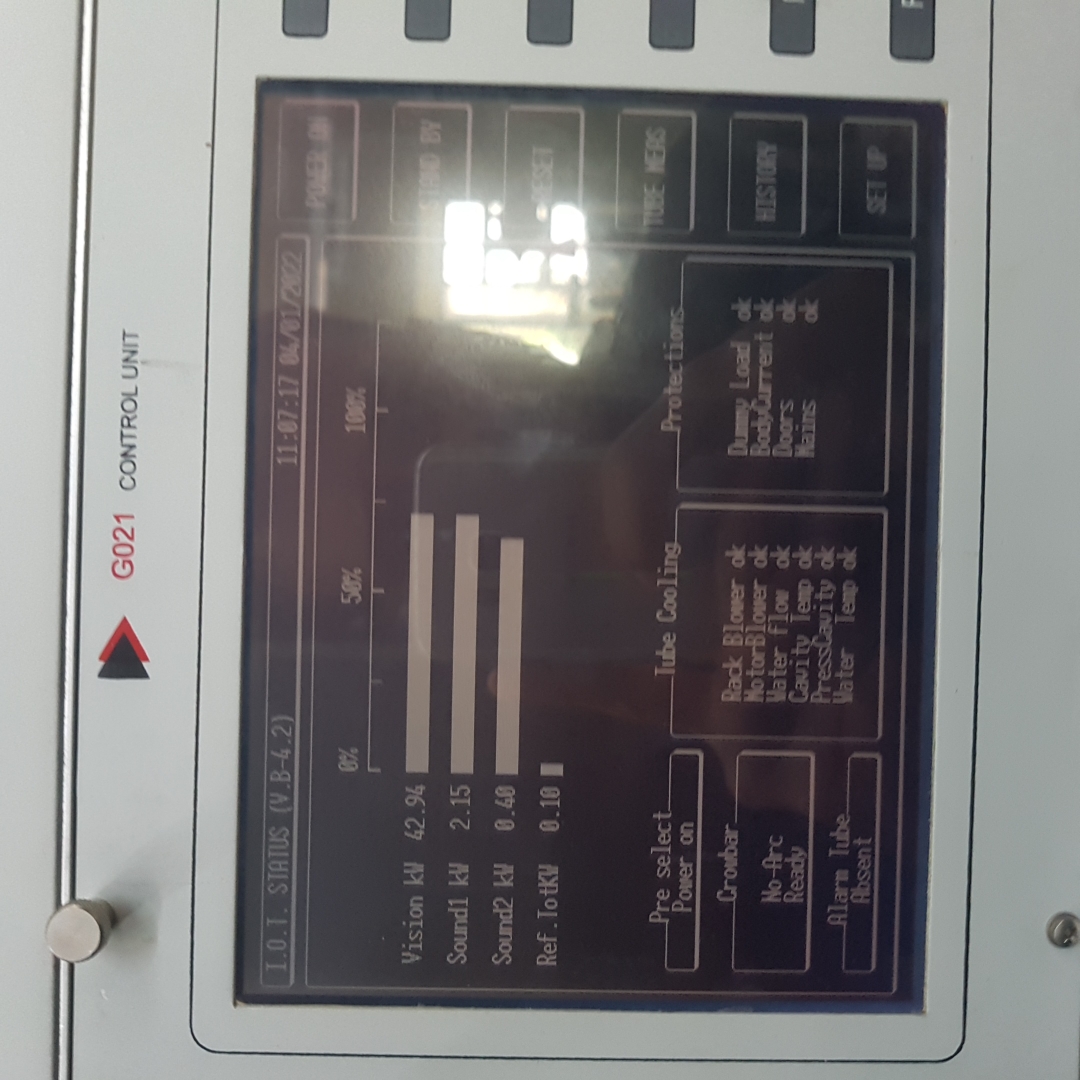 G021 CONTROL UNIT
I.O.T. STATUS (V.B-4.2) 11:07:17 04/01/2022
POWER ON
0% 50% 100%
Vision kW 42.94
STAND BY
Sound1 kW 2.15
Sound2 kW 0.40
RESET
Ref.TotKW 0.10
Pre select
Power on
Tube Cooling
Protections
TUBE MEAS
Crowbar
No-Arc
Ready
Rack Blower ok
MotorBlower ok
Water flow ok
Cavity Temp ok
PressCavity ok
Water Temp ok
Dummy Load ok
BodyCurrent ok
Doors ok
Mains ok
HISTORY
Alarm Tube
Absent
SET UP